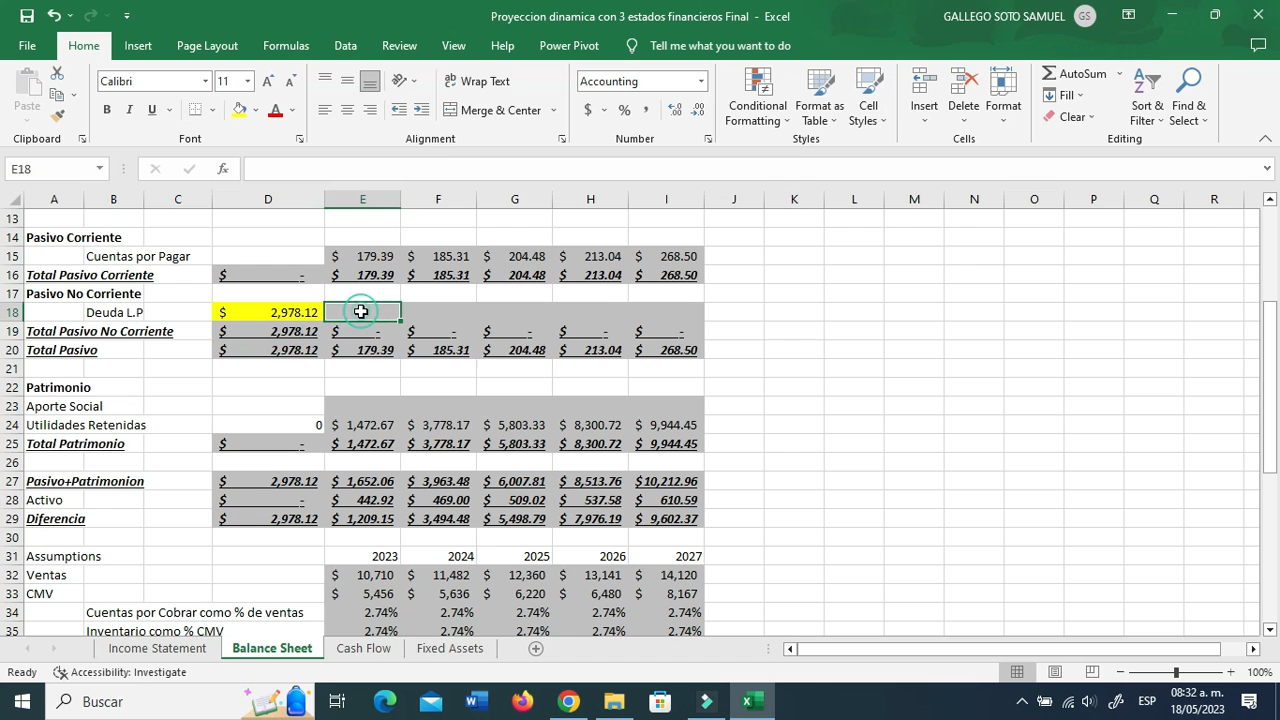 Proyeccion dinamica con 3 estados financieros Final - Excel
GALLEGO SOTO SAMUEL GS
File Home Insert Page Layout Formulas Data Review View Help Power Pivot Tell me what you want to do
Paste Calibri 11 A A Wrap Text Accounting Conditional Formatting Format as Table Cell Styles Insert Delete Format AutoSum Fill Clear Sort & Filter Find & Select
B I U A Merge & Center $ %
Clipboard Font Alignment Number Styles Cells Editing
E18 fx
A B C D E F G H I J K L M N O P Q R
13
14 Pasivo Corriente
15 Cuentas por Pagar $ 179.39 $ 185.31 $ 204.48 $ 213.04 $ 268.50
16 Total Pasivo Corriente $ - $ 179.39 $ 185.31 $ 204.48 $ 213.04 $ 268.50
17 Pasivo No Corriente
18 Deuda L.P $ 2,978.12
19 Total Pasivo No Corriente $ 2,978.12 $ - $ - $ - $ - $ -
20 Total Pasivo $ 2,978.12 $ 179.39 $ 185.31 $ 204.48 $ 213.04 $ 268.50
21
22 Patrimonio
23 Aporte Social
24 Utilidades Retenidas 0 $ 1,472.67 $ 3,778.17 $ 5,803.33 $ 8,300.72 $ 9,944.45
25 Total Patrimonio $ - $ 1,472.67 $ 3,778.17 $ 5,803.33 $ 8,300.72 $ 9,944.45
26
27 Pasivo+Patrimonion $ 2,978.12 $ 1,652.06 $ 3,963.48 $ 6,007.81 $ 8,513.76 $10,212.96
28 Activo $ - $ 442.92 $ 469.00 $ 509.02 $ 537.58 $ 610.59
29 Diferencia $ 2,978.12 $ 1,209.15 $ 3,494.48 $ 5,498.79 $ 7,976.19 $ 9,602.37
30
31 Assumptions 2023 2024 2025 2026 2027
32 Ventas $ 10,710 $ 11,482 $ 12,360 $ 13,141 $ 14,120
33 CMV $ 5,456 $ 5,636 $ 6,220 $ 6,480 $ 8,167
34 Cuentas por Cobrar como % de ventas 2.74% 2.74% 2.74% 2.74% 2.74%
35 Inventario como % CMV 2.74% 2.74% 2.74% 2.74% 2.74%
Income Statement Balance Sheet Cash Flow Fixed Assets
Ready Accessibility: Investigate 100%
Buscar ESP 08:32 a. m.
18/05/2023